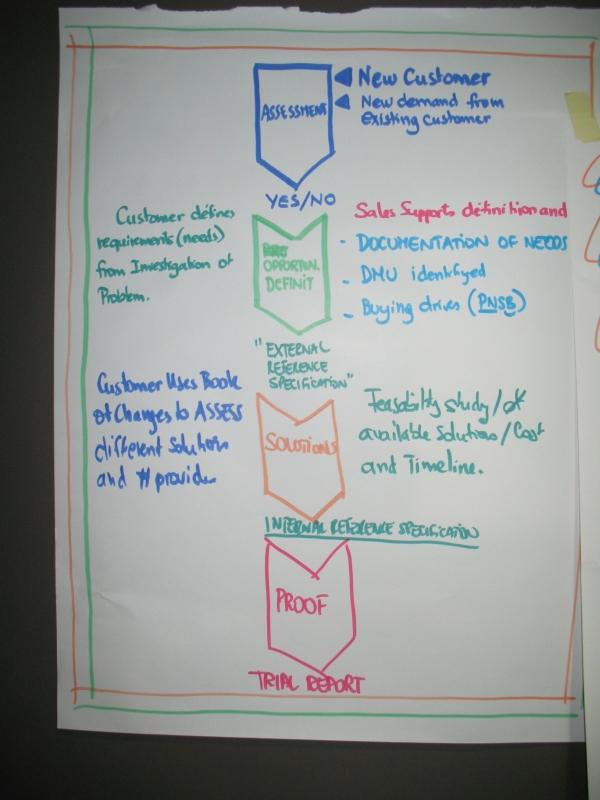 ASSESSMENT
New Customer
New demand from
Existing Customer
YES/NO
Customer defines
requirements (needs)
from Investigation of
Problem.
OPPORTUN.
DEFINIT
Sales Supports definition and
- DOCUMENTATION OF NEEDS
- DMU identifyed
- Buying drives (PNSB)
"EXTERNAL
REFERENCE
SPECIFICATION"
Customer Uses Book
of Changes to ASSESS
different Solutions
and provide
SOLUTIONS
Feasability study/of
available Solutions/Cost
and Timeline.
INTERNAL REFERENCE SPECIFICATION
PROOF
TRIAL REPORT